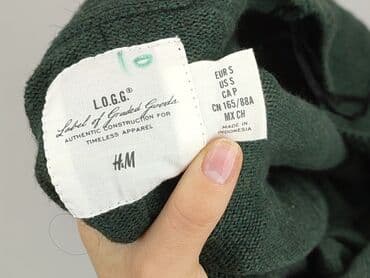 L.O.G.G.®
Label of Graded Goods
AUTHENTIC CONSTRUCTION FOR
TIMELESS APPAREL
H&M
EUR S
US S
CA P
CN 165/88A
MX CH
MADE IN
INDONESIA